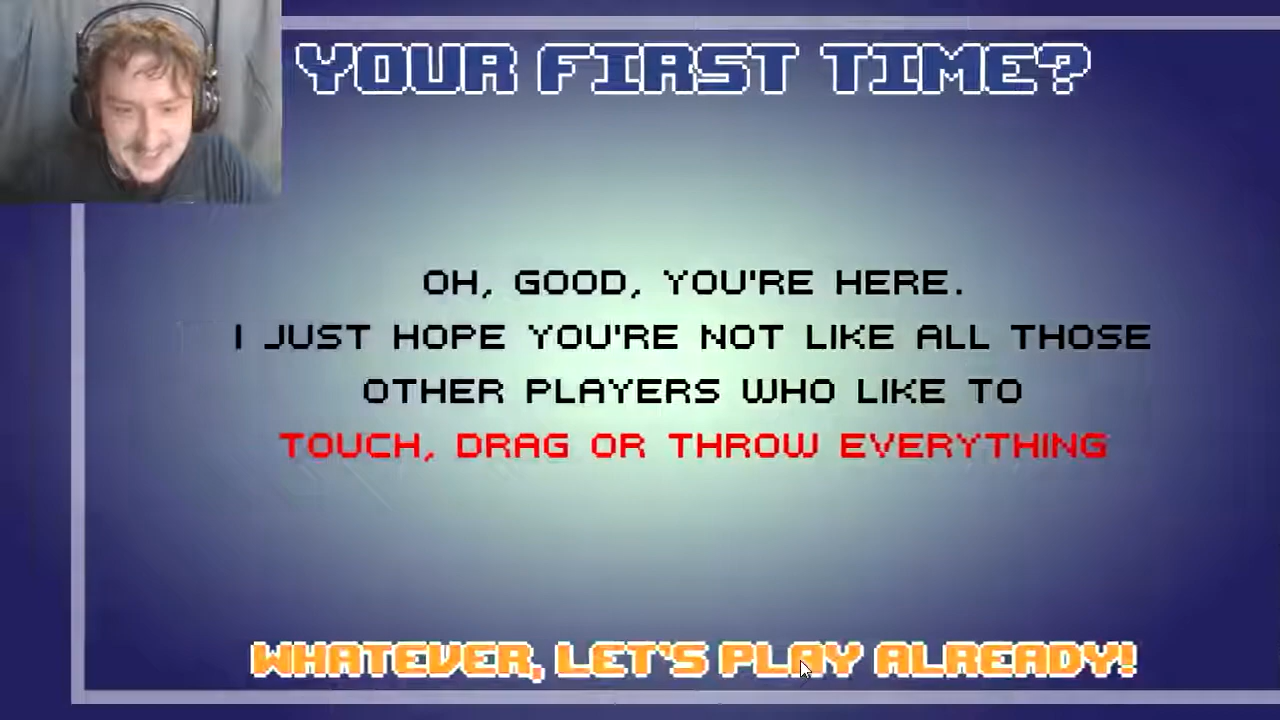 YOUR FIRST TIME?
OH, GOOD, YOU'RE HERE.
I JUST HOPE YOU'RE NOT LIKE ALL THOSE
OTHER PLAYERS WHO LIKE TO
TOUCH, DRAG OR THROW EVERYTHING
WHATEVER, LET'S PLAY ALREADY!